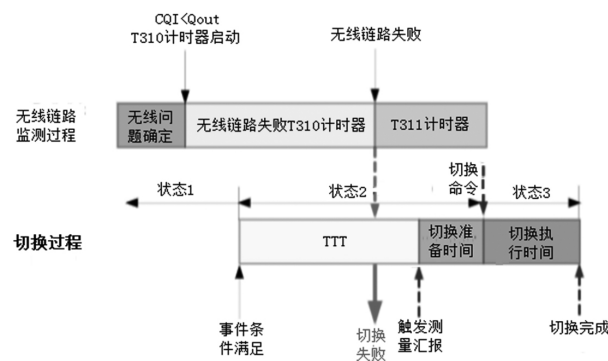 CQI<Qout
T310计时器启动
无线链路失败
无线链路
监测过程
无线问
题确定
无线链路失败T310计时器
T311计时器
切换
命令
状态1
状态2
状态3
切换过程
TTT
切换准
备时间
切换执
行时间
事件条
件满足
切换
失败
触发测
量汇报
切换完成